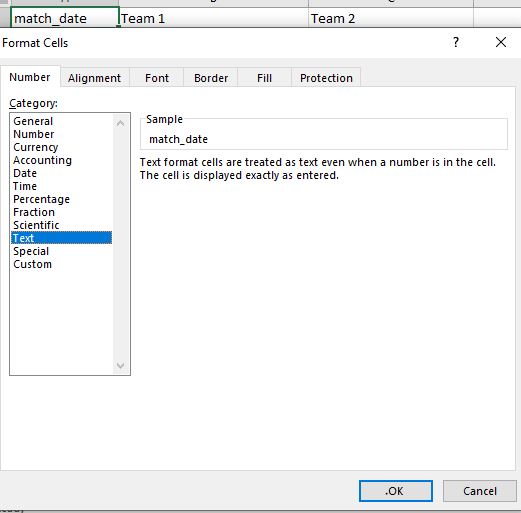 match_date Team 1 Team 2
Format Cells ?
Number Alignment Font Border Fill Protection
Category:
General
Number
Currency
Accounting
Date
Time
Percentage
Fraction
Scientific
Text
Special
Custom
Sample
match_date
Text format cells are treated as text even when a number is in the cell.
The cell is displayed exactly as entered.
.OK Cancel